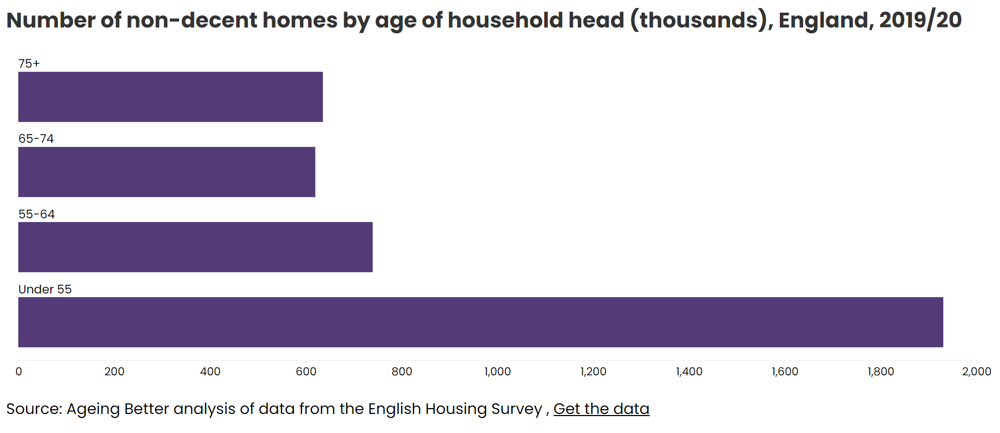 Number of non-decent homes by age of household head (thousands), England, 2019/20
75+
65-74
55-64
Under 55
0 200 400 600 800 1,000 1,200 1,400 1,600 1,800 2,000
Source: Ageing Better analysis of data from the English Housing Survey , Get the data